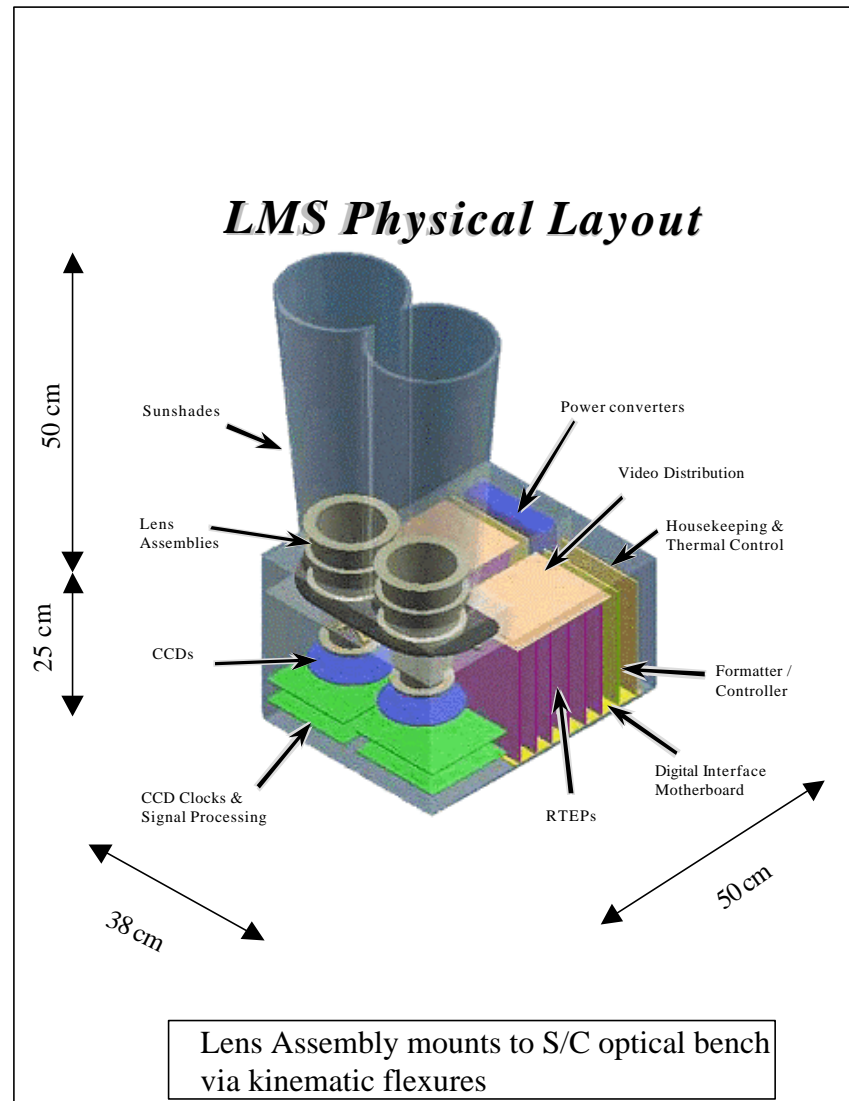 LMS Physical Layout
50 cm
Sunshades
Power converters
Video Distribution
Lens
Assemblies
Housekeeping &
Thermal Control
25 cm
CCDs
Formatter /
Controller
CCD Clocks &
Signal Processing
Digital Interface
Motherboard
RTEPs
38 cm
50 cm
Lens Assembly mounts to S/C optical bench
via kinematic flexures